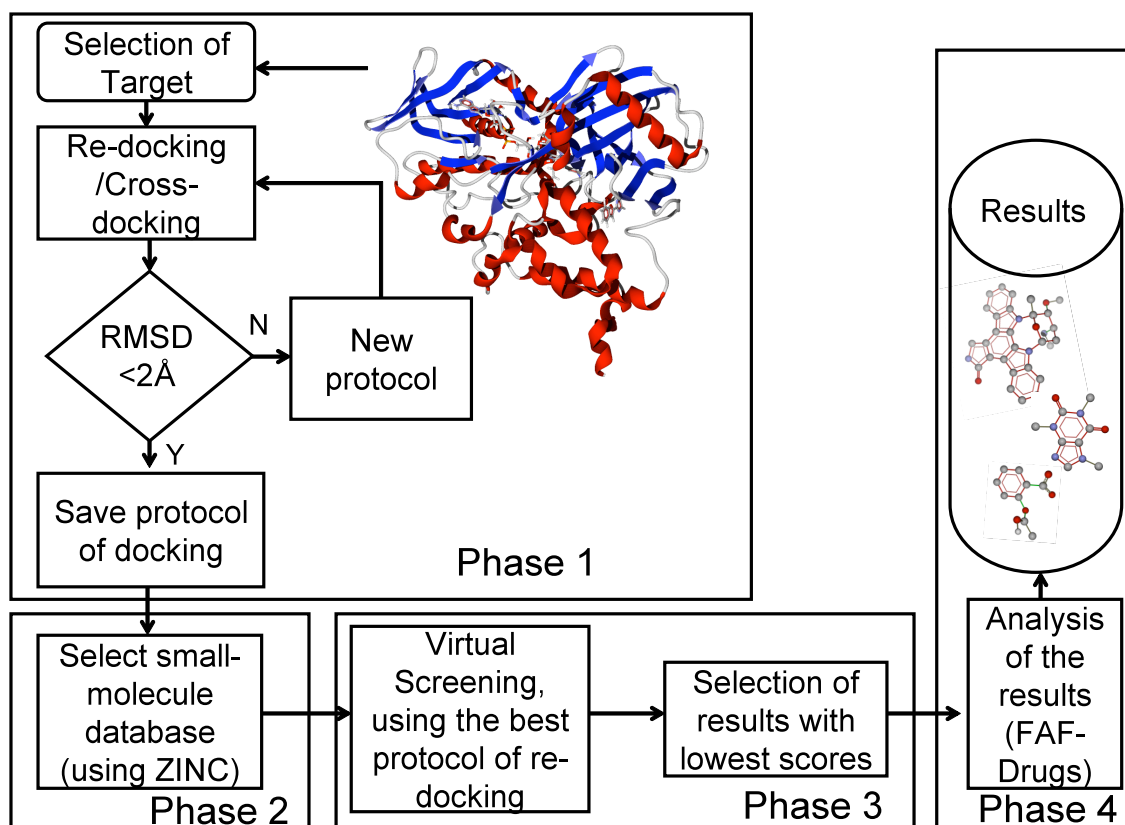 Selection of
Target
Re-docking
/Cross-
docking
RMSD
<2Å
N
New
protocol
Y
Save protocol
of docking
Phase 1
Select small-
molecule
database
(using ZINC)
Phase 2
Virtual
Screening,
using the best
protocol of re-
docking
Selection of
results with
lowest scores
Phase 3
Results
Analysis
of the
results
(FAF-
Drugs)
Phase 4